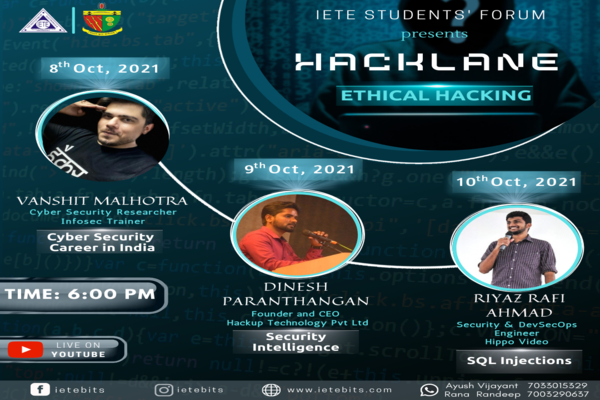 IETE
IETE STUDENTS' FORUM
presents
HACKLANE
ETHICAL HACKING
8th Oct, 2021
VANSHIT MALHOTRA
Cyber Security Researcher
Infosec Trainer
Cyber Security
Career in India
9th Oct, 2021
DINESH
PARANTHANGAN
Founder and CEO
Hackup Technology Pvt Ltd
Security
Intelligence
10th Oct, 2021
RIYAZ RAFI
AHMAD
Security & DevSecOps
Engineer
Hippo Video
SQL Injections
TIME: 6:00 PM
LIVE ON
YOUTUBE
ietebits
ietebits
www.ietebits.com
Ayush Vijayant 7033015329
Rana Randeep 7003290637